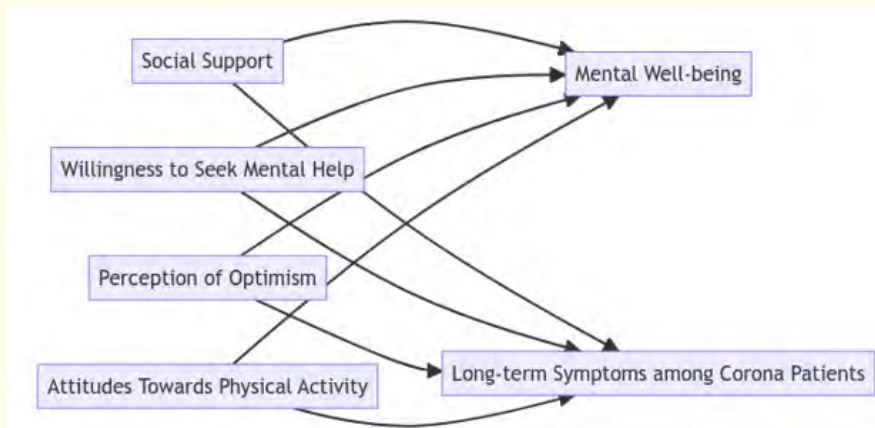 Social Support
Mental Well-being
Willingness to Seek Mental Help
Perception of Optimism
Long-term Symptoms among Corona Patients
Attitudes Towards Physical Activity